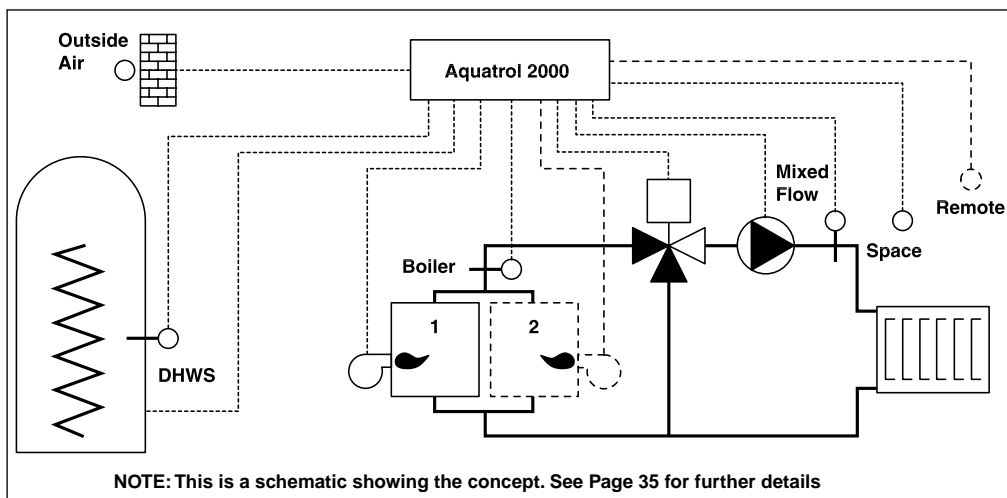 Outside
Air
Aquatrol 2000
Mixed
Flow
Remote
Space
Boiler
1
2
DHWS
NOTE: This is a schematic showing the concept. See Page 35 for further details